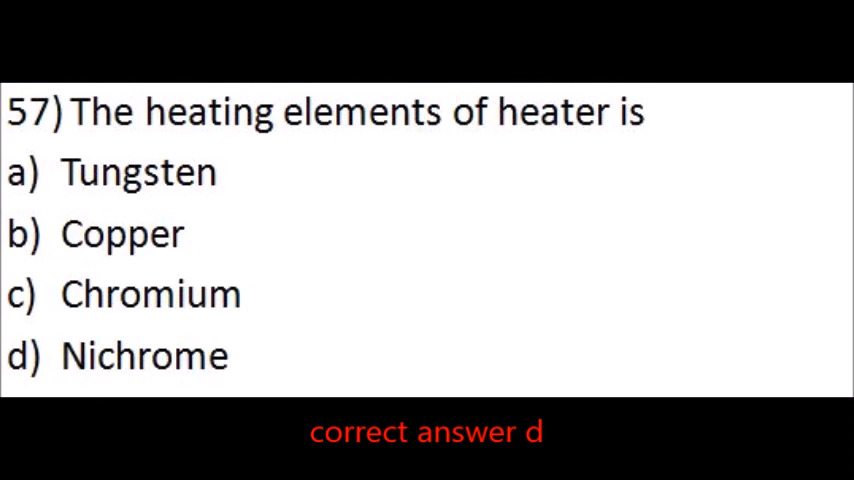 57) The heating elements of heater is
a) Tungsten
b) Copper
c) Chromium
d) Nichrome
correct answer d